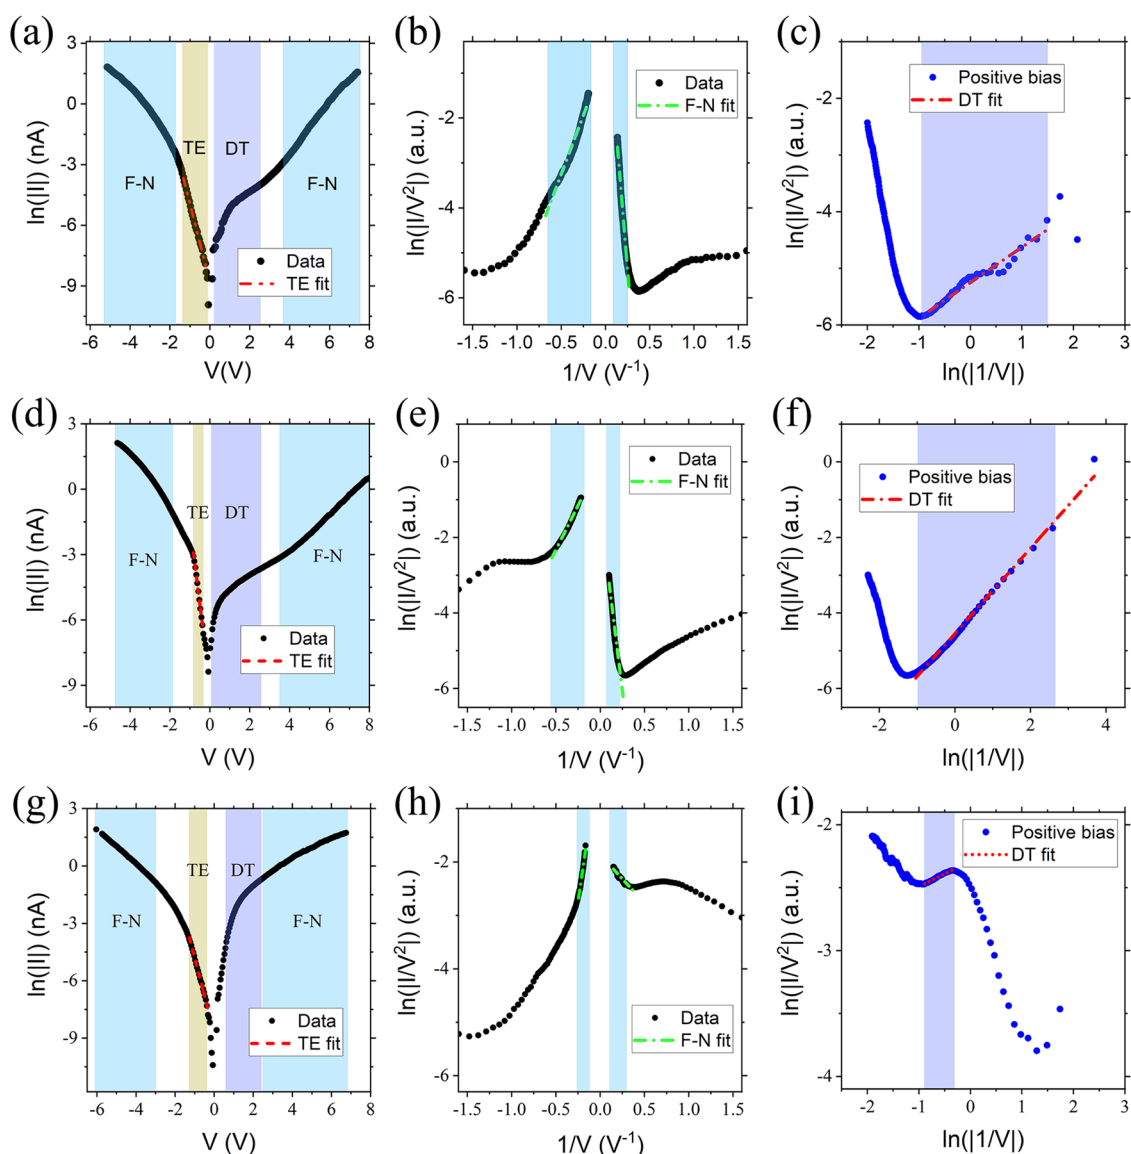 (a)
3
0
-3
-6
-9
ln(|I|) (nA)
F-N
TE
DT
F-N
Data
TE fit
-6 -4 -2 0 2 4 6 8
V(V)
(b)
-2
-4
-6
ln(|I/V²|) (a.u.)
Data
F-N fit
-1.5 -1.0 -0.5 0.0 0.5 1.0 1.5
1/V (V⁻¹)
(c)
-2
-4
-6
ln(|I/V²|) (a.u.)
Positive bias
DT fit
-2 -1 0 1 2 3
ln(|1/V|)
(d)
3
0
-3
-6
-9
ln(|I|) (nA)
F-N
TE
DT
F-N
Data
TE fit
-6 -4 -2 0 2 4 6 8
V (V)
(e)
0
-2
-4
-6
ln(|I/V²|) (a.u.)
Data
F-N fit
-1.5 -1.0 -0.5 0.0 0.5 1.0 1.5
1/V (V⁻¹)
(f)
0
-2
-4
-6
ln(|I/V²|) (a.u.)
Positive bias
DT fit
-2 0 2 4
ln(|1/V|)
(g)
3
0
-3
-6
-9
ln(|I|) (nA)
F-N
TE
DT
F-N
Data
TE fit
-6 -4 -2 0 2 4 6 8
V (V)
(h)
-2
-4
-6
ln(|I/V²|) (a.u.)
Data
F-N fit
-1.5 -1.0 -0.5 0.0 0.5 1.0 1.5
1/V (V⁻¹)
(i)
-2
-3
-4
ln(|I/V²|) (a.u.)
Positive bias
DT fit
-2 -1 0 1 2 3
ln(|1/V|)